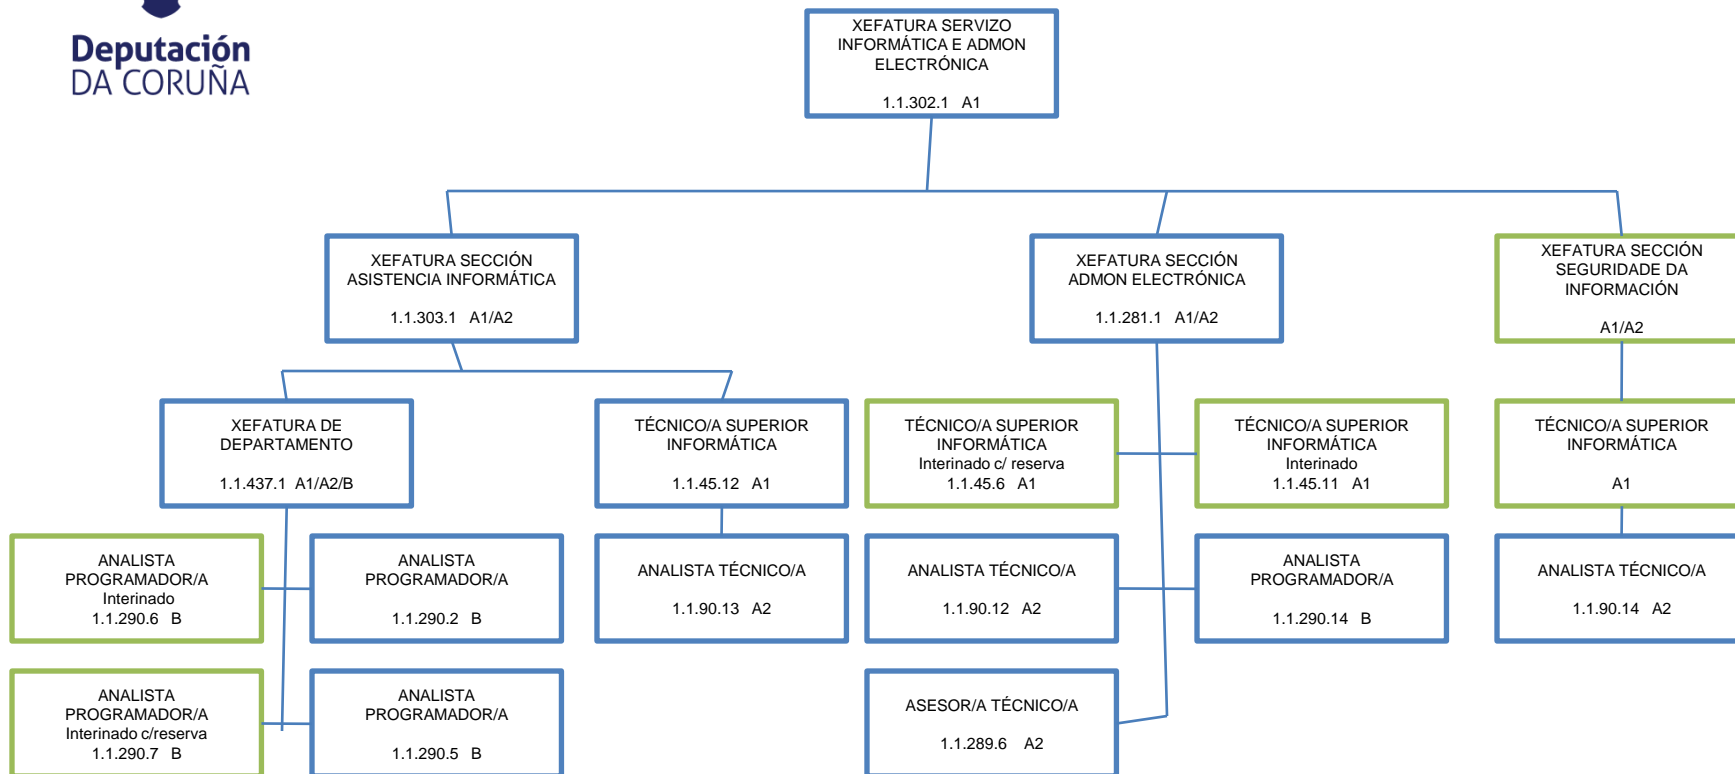 Deputación
DA CORUÑA
XEFATURA SERVIZO
INFORMÁTICA E ADMON
ELECTRÓNICA
1.1.302.1 A1
XEFATURA SECCIÓN
ASISTENCIA INFORMÁTICA
1.1.303.1 A1/A2
XEFATURA SECCIÓN
ADMON ELECTRÓNICA
1.1.281.1 A1/A2
XEFATURA SECCIÓN
SEGURIDADE DA
INFORMACIÓN
A1/A2
XEFATURA DE
DEPARTAMENTO
1.1.437.1 A1/A2/B
TÉCNICO/A SUPERIOR
INFORMÁTICA
1.1.45.12 A1
TÉCNICO/A SUPERIOR
INFORMÁTICA
Interinado c/ reserva
1.1.45.6 A1
TÉCNICO/A SUPERIOR
INFORMÁTICA
Interinado
1.1.45.11 A1
TÉCNICO/A SUPERIOR
INFORMÁTICA
A1
ANALISTA
PROGRAMADOR/A
Interinado
1.1.290.6 B
ANALISTA
PROGRAMADOR/A
1.1.290.2 B
ANALISTA TÉCNICO/A
1.1.90.13 A2
ANALISTA TÉCNICO/A
1.1.90.12 A2
ANALISTA
PROGRAMADOR/A
1.1.290.14 B
ANALISTA TÉCNICO/A
1.1.90.14 A2
ANALISTA
PROGRAMADOR/A
Interinado c/reserva
1.1.290.7 B
ANALISTA
PROGRAMADOR/A
1.1.290.5 B
ASESOR/A TÉCNICO/A
1.1.289.6 A2